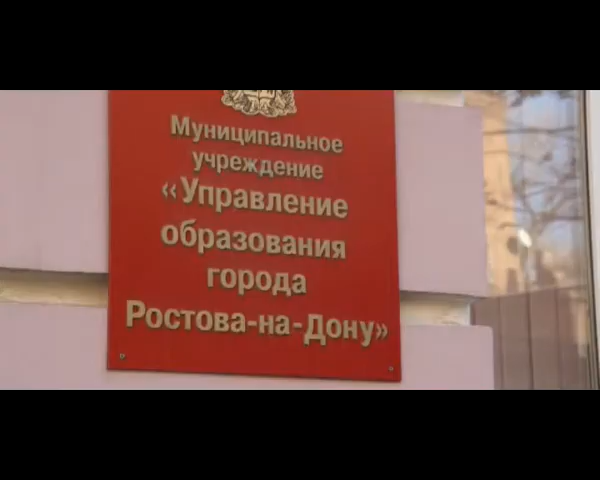 Муниципальное
учреждение
«Управление
образования
города
Ростова-на-Дону»